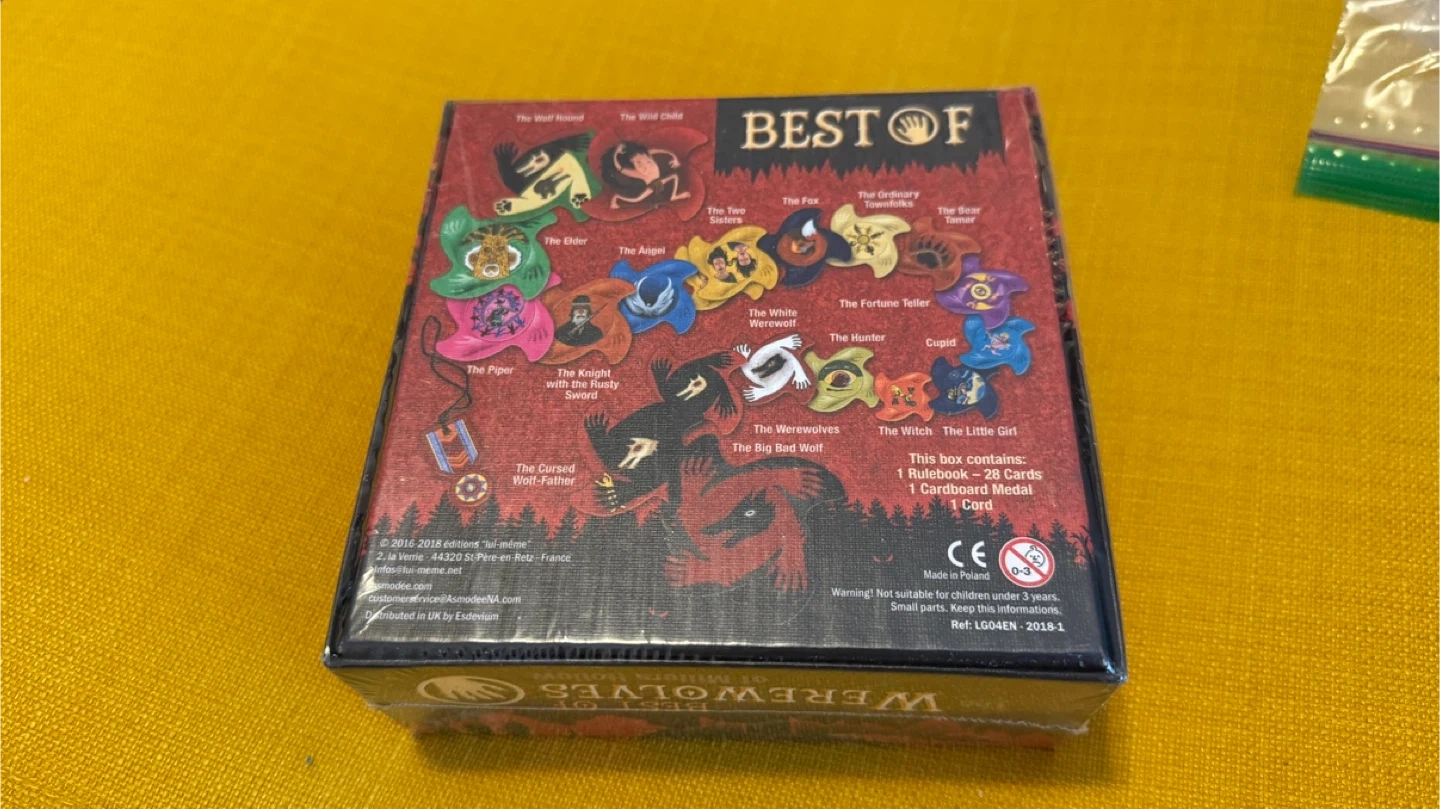 The Wolf Hound
The Wild Child
BEST OF
The Two
Sisters
The Fox
The Ordinary
Townfolks
The Bear
Tamer
The Elder
The Angel
The Fortune Teller
The White
Werewolf
The Hunter
Cupid
The Piper
The Knight
with the Rusty
Sword
The Werewolves
The Witch
The Little Girl
The Big Bad Wolf
The Cursed
Wolf-Father
This box contains:
1 Rulebook – 28 Cards
1 Cardboard Medal
1 Cord
© 2016-2018 éditions "lui-même"
2, la Verrie - 44320 St-Père-en-Retz - France
Infos@lui-meme.net
asmodee.com
customerservice@AsmodeeNA.com
Distributed in UK by Esdevium
CE
Made in Poland
0-3
Warning! Not suitable for children under 3 years.
Small parts. Keep this informations.
Ref: LG04EN - 2018-1
BEST OF
WEREWOLVES
of Millers Hollow